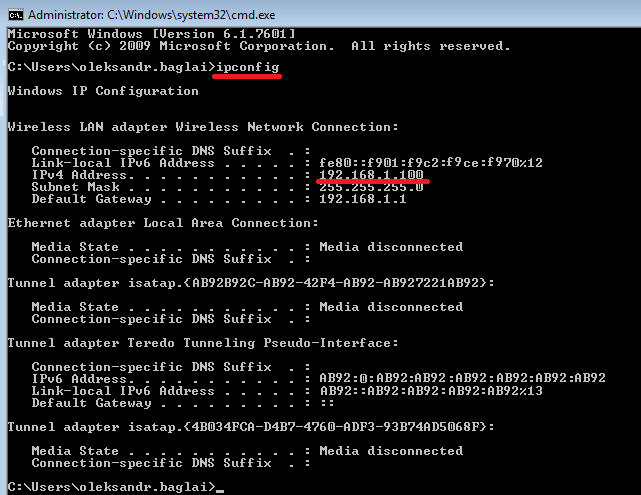 Administrator: C:\Windows\system32\cmd.exe
Microsoft Windows [Version 6.1.7601]
Copyright (c) 2009 Microsoft Corporation.  All rights reserved.
C:\Users\oleksandr.baglai>ipconfig
Windows IP Configuration
Wireless LAN adapter Wireless Network Connection:
   Connection-specific DNS Suffix  . :
   Link-local IPv6 Address . . . . . : fe80::f901:f9c2:f9ce:f970%12
   IPv4 Address. . . . . . . . . . . : 192.168.1.100
   Subnet Mask . . . . . . . . . . . : 255.255.255.0
   Default Gateway . . . . . . . . . : 192.168.1.1
Ethernet adapter Local Area Connection:
   Media State . . . . . . . . . . . : Media disconnected
   Connection-specific DNS Suffix  . :
Tunnel adapter isatap.{AB92B92C-AB92-42F4-AB92-AB927221AB92}:
   Media State . . . . . . . . . . . : Media disconnected
   Connection-specific DNS Suffix  . :
Tunnel adapter Teredo Tunneling Pseudo-Interface:
   Connection-specific DNS Suffix  . :
   IPv6 Address. . . . . . . . . . . : AB92:0:AB92:AB92:AB92:AB92:AB92:AB92
   Link-local IPv6 Address . . . . . : AB92::AB92:AB92:AB92:AB92%13
   Default Gateway . . . . . . . . . : ::
Tunnel adapter isatap.{4B034FCA-D4B7-4760-ADF3-93B74AD5068F}:
   Media State . . . . . . . . . . . : Media disconnected
   Connection-specific DNS Suffix  . :
C:\Users\oleksandr.baglai>_